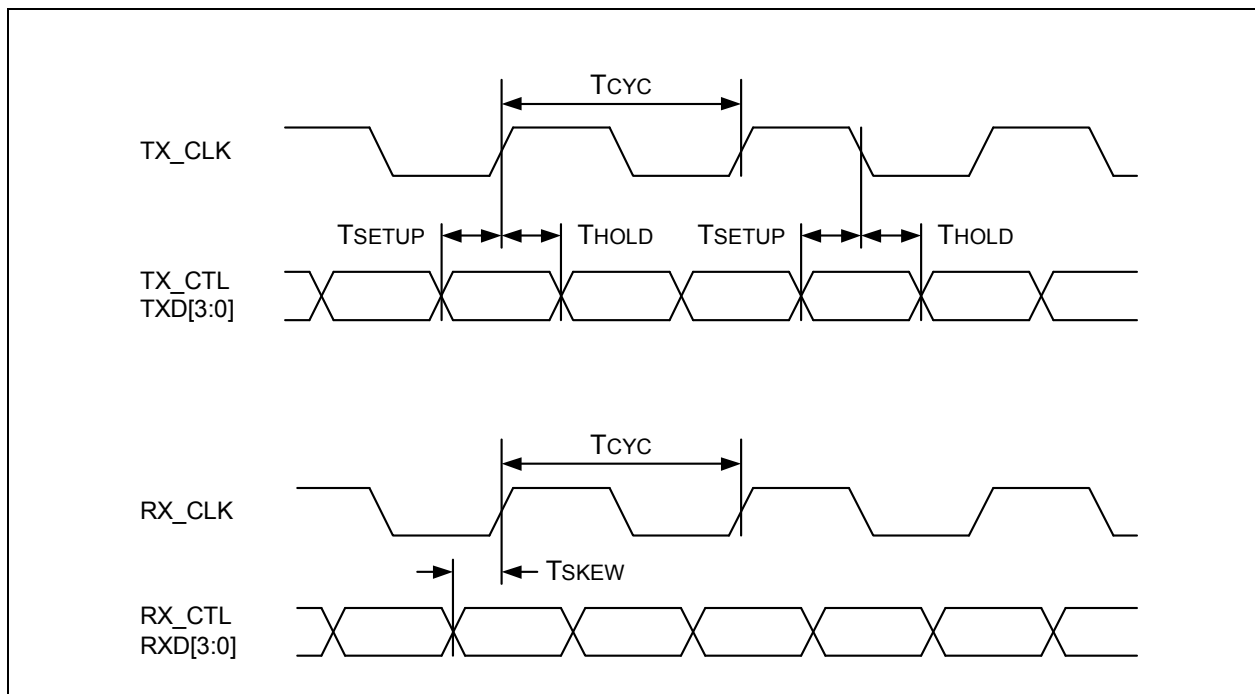 TCYC
TX_CLK
TSETUP THOLD TSETUP THOLD
TX_CTL
TXD[3:0]
TCYC
RX_CLK
TSKEW
RX_CTL
RXD[3:0]